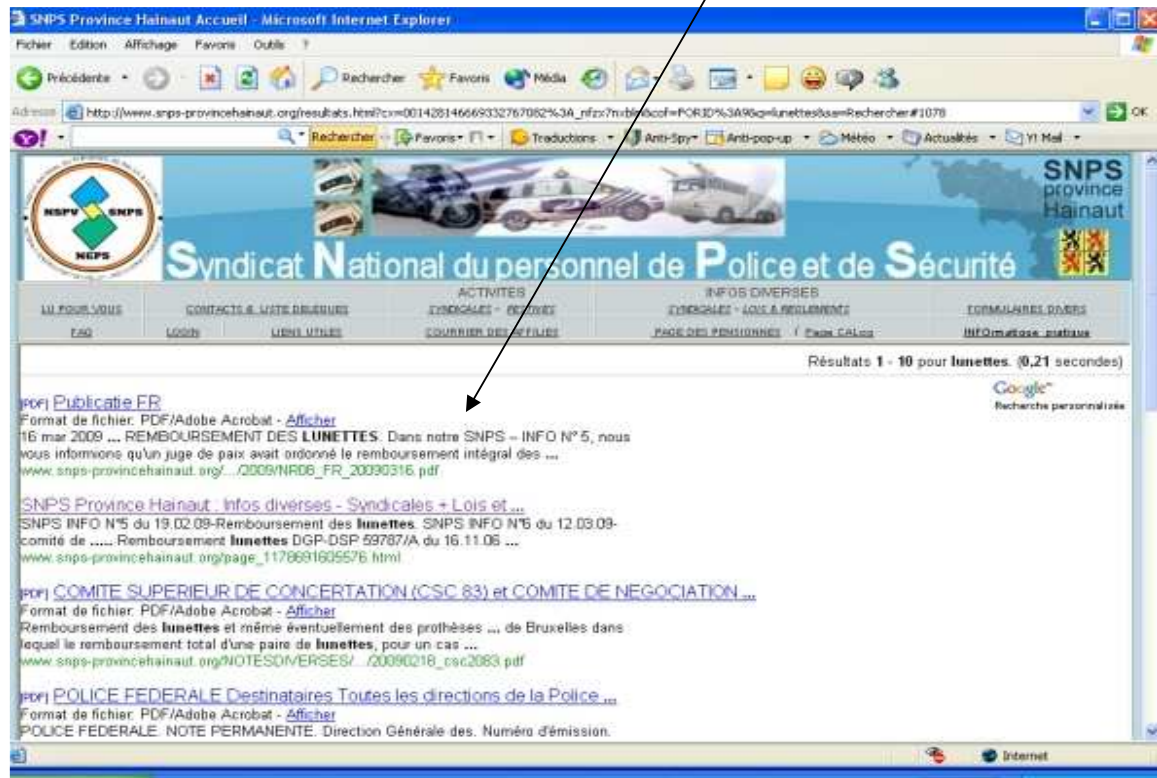 SNPS Province Hainaut Accueil - Microsoft Internet Explorer
Fichier Edition Affichage Favoris Outils ?
Précédente Rechercher Favoris Média
Adresse http://www.snps-provincehainaut.org/resultats.html? OK
Y! Rechercher Favoris Traductions Anti-Spy Anti-pop-up Météo Actualités Y! Mail
NSPV SNPS
NEPS
SNPS
province
Hainaut
Syndicat National du personnel de Police et de Sécurité
ACTIVITES INFOS DIVERSES
LU POUR VOUS CONTACTS & LISTE DELEGUES SYNDICALES - FESTIVES SYNDICALES - LOIS & REGLEMENTS FORMULAIRES DIVERS
FAQ LOGIN LIENS UTILES COURRIER DES AFFILIES PAGE DES PENSIONNES / Page CALog INFOrmatique pratique
Résultats 1 - 10 pour lunettes. (0,21 secondes)
Google™
Recherche personnalisée
[PDF] Publicatie FR
Format de fichier: PDF/Adobe Acrobat - Afficher
16 mar 2009 ... REMBOURSEMENT DES LUNETTES. Dans notre SNPS – INFO N° 5, nous
vous informions qu'un juge de paix avait ordonné le remboursement intégral des ...
www.snps-provincehainaut.org/.../2009/NR06_FR_20090316.pdf
SNPS Province Hainaut : Infos diverses - Syndicales + Lois et ...
SNPS INFO N°5 du 19.02.09-Remboursement des lunettes. SNPS INFO N°6 du 12.03.09-
comité de ..... Remboursement lunettes DGP-DSP 59787/A du 16.11.06 ...
www.snps-provincehainaut.org/page_1178691605576.html
[PDF] COMITE SUPERIEUR DE CONCERTATION (CSC 83) et COMITE DE NEGOCIATION ...
Format de fichier: PDF/Adobe Acrobat - Afficher
Remboursement des lunettes et même éventuellement des prothèses ... de Bruxelles dans
lequel le remboursement total d'une paire de lunettes, pour un cas ...
www.snps-provincehainaut.org/NOTESDIVERSES/.../20090218_csc2083.pdf
[PDF] POLICE FEDERALE Destinataires Toutes les directions de la Police ...
Format de fichier: PDF/Adobe Acrobat - Afficher
POLICE FEDERALE. NOTE PERMANENTE. Direction Générale des. Numéro d'émission.
Internet